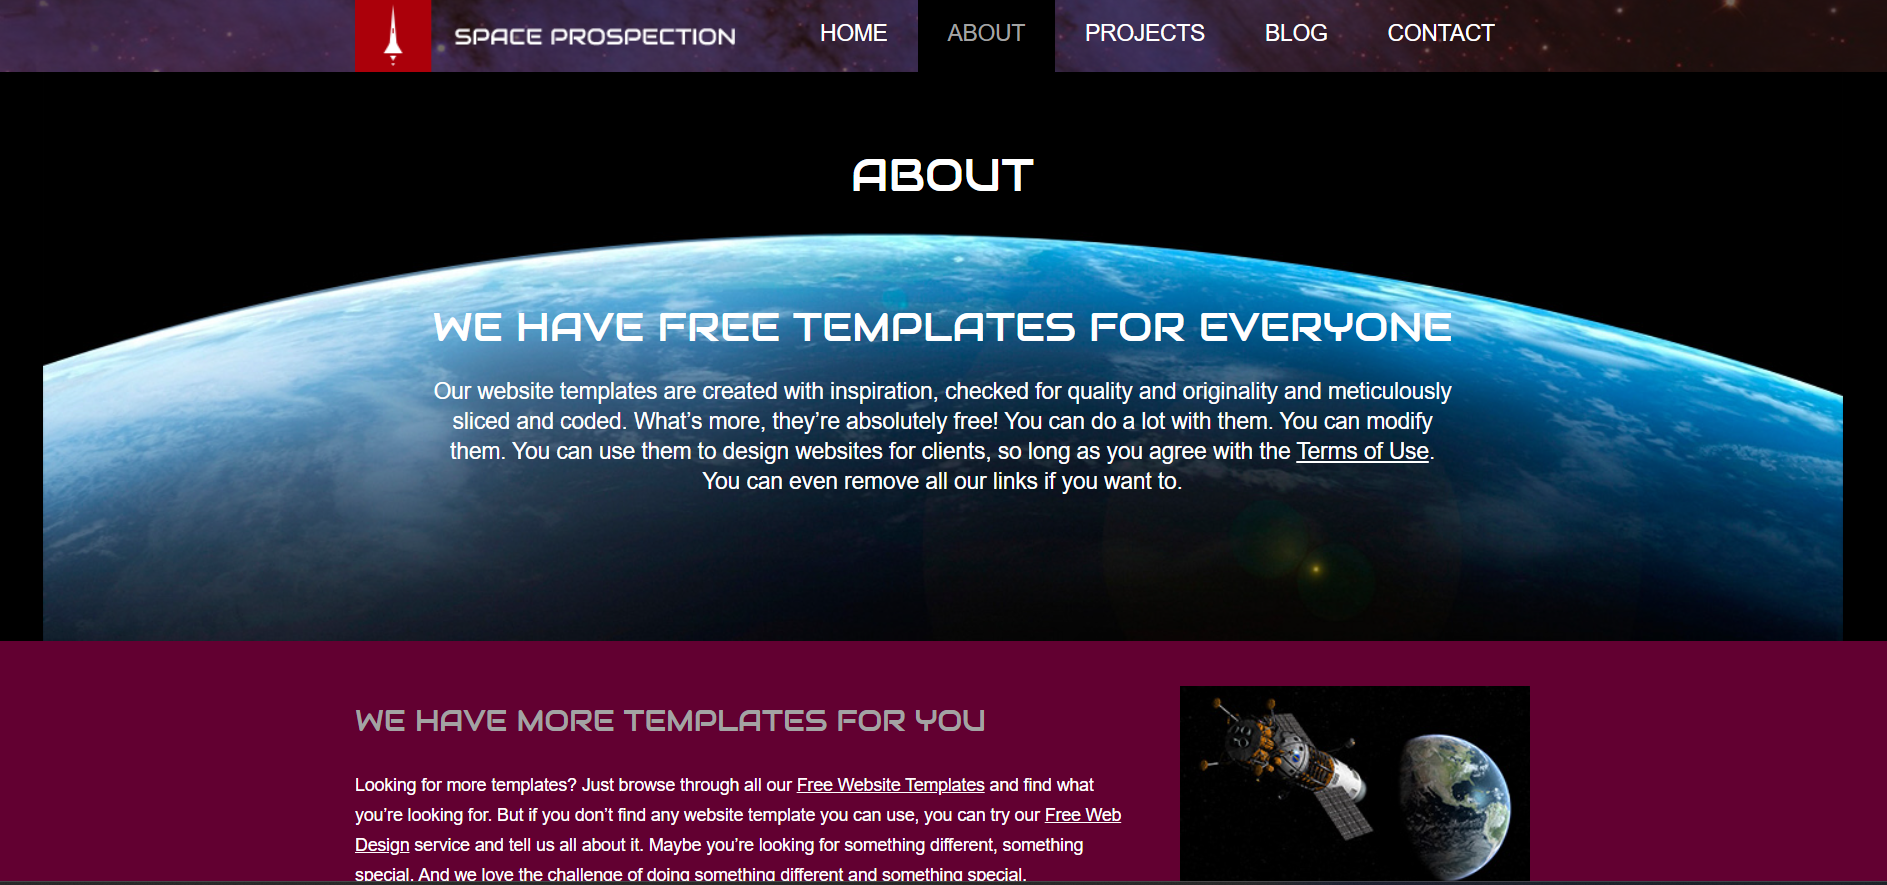 SPACE PROSPECTION
HOME ABOUT PROJECTS BLOG CONTACT
ABOUT
WE HAVE FREE TEMPLATES FOR EVERYONE
Our website templates are created with inspiration, checked for quality and originality and meticulously
sliced and coded. What’s more, they’re absolutely free! You can do a lot with them. You can modify
them. You can use them to design websites for clients, so long as you agree with the Terms of Use.
You can even remove all our links if you want to.
WE HAVE MORE TEMPLATES FOR YOU
Looking for more templates? Just browse through all our Free Website Templates and find what
you’re looking for. But if you don’t find any website template you can use, you can try our Free Web
Design service and tell us all about it. Maybe you’re looking for something different, something
special. And we love the challenge of doing something different and something special.